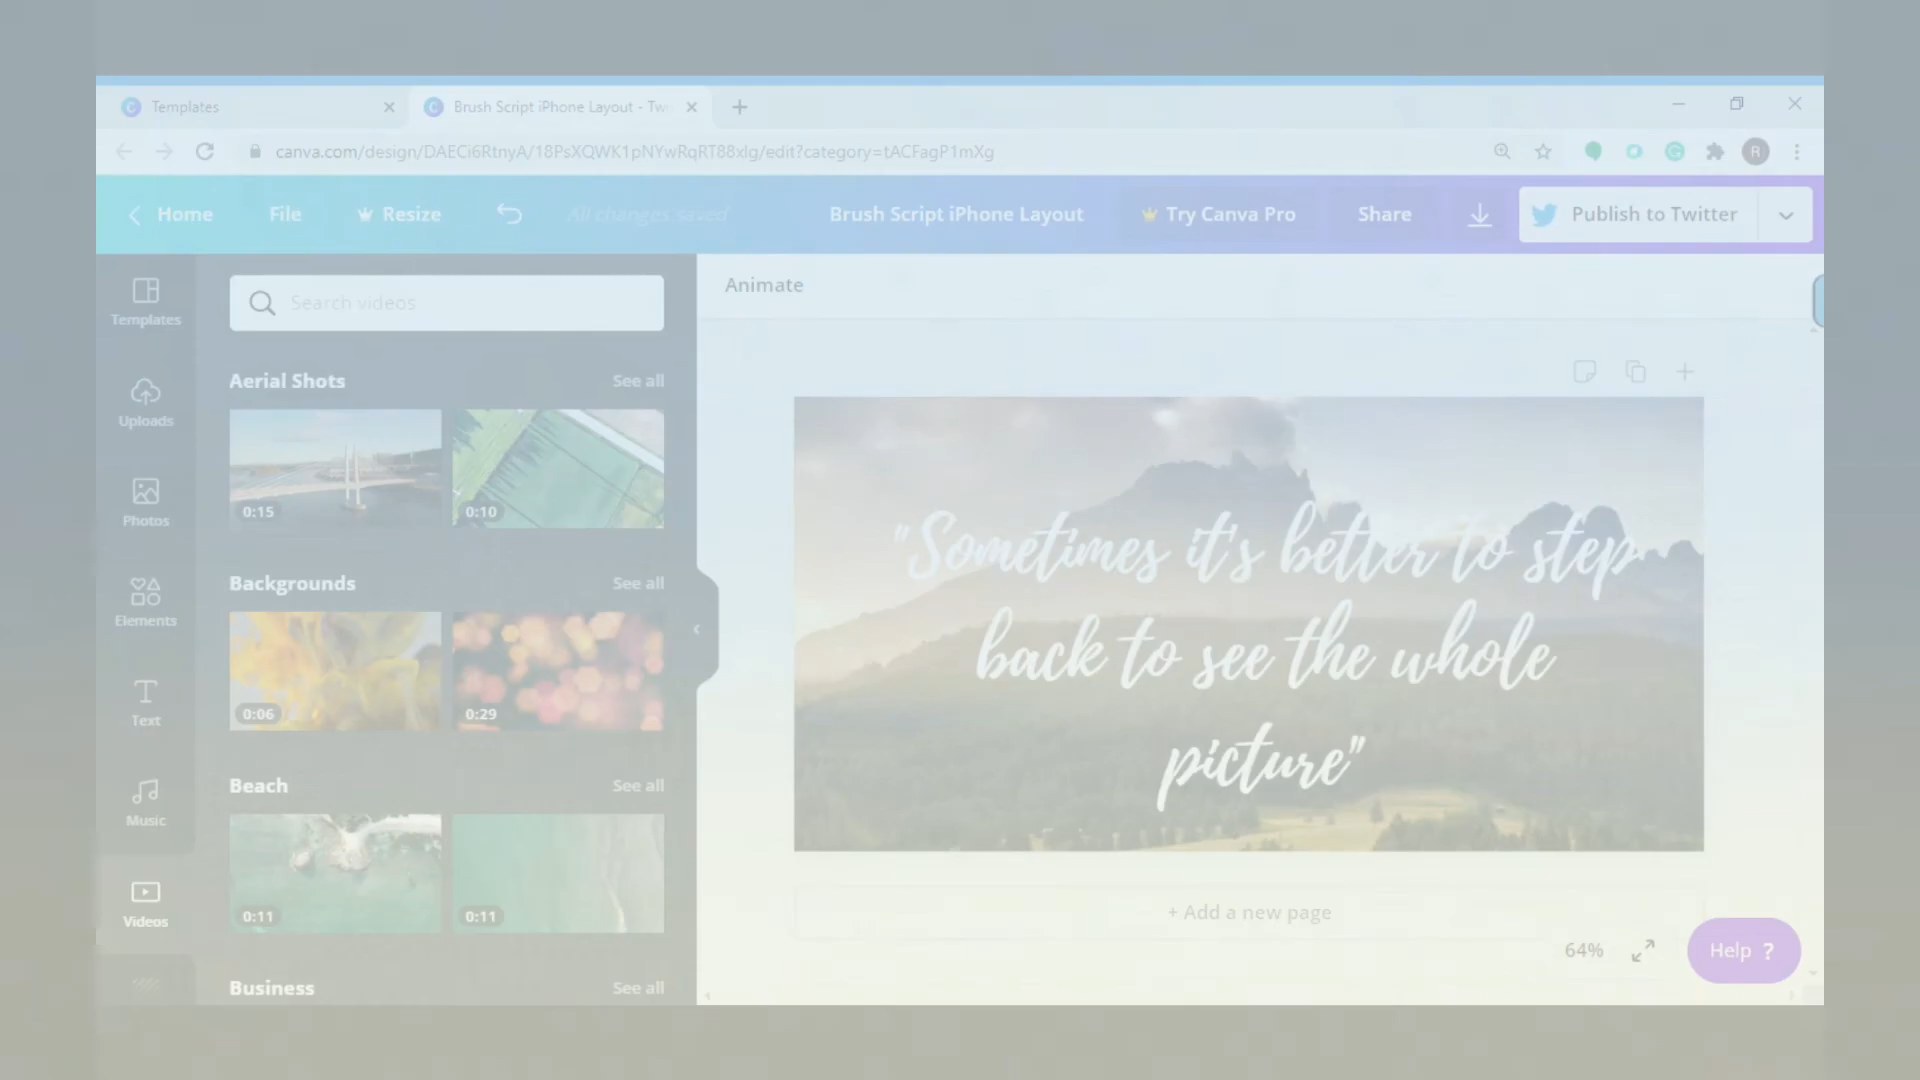 Templates
Brush Script iPhone Layout - Tw
canva.com/design/DAECi6RtnyA/18PsXQWK1pNYwRqRT88xlg/edit?category=tACFagP1mXg
R
Home
File
Resize
All changes saved
Brush Script iPhone Layout
Try Canva Pro
Share
Publish to Twitter
Templates
Uploads
Photos
Elements
Text
Music
Videos
Search videos
Aerial Shots
See all
0:15
0:10
Backgrounds
See all
0:06
0:29
Beach
See all
0:11
0:11
Business
See all
Animate
"Sometimes it's better to step
back to see the whole
picture"
+ Add a new page
64%
Help ?